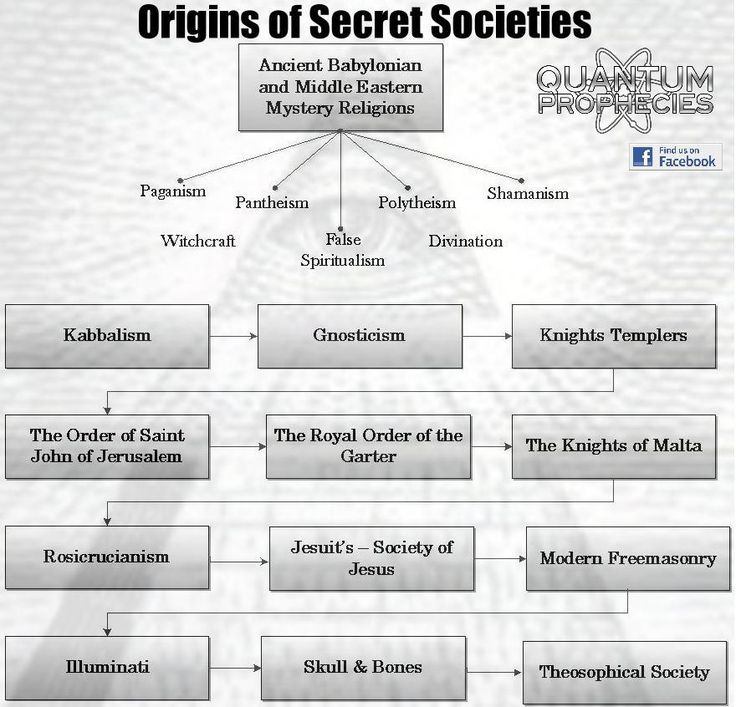 Origins of Secret Societies
Ancient Babylonian
and Middle Eastern
Mystery Religions
QUANTUM
PROPHECIES
Find us on
Facebook
Paganism
Pantheism
Polytheism
Shamanism
Witchcraft
False
Spiritualism
Divination
Kabbalism
Gnosticism
Knights Templers
The Order of Saint
John of Jerusalem
The Royal Order of the
Garter
The Knights of Malta
Rosicrucianism
Jesuit's – Society of
Jesus
Modern Freemasonry
Illuminati
Skull & Bones
Theosophical Society